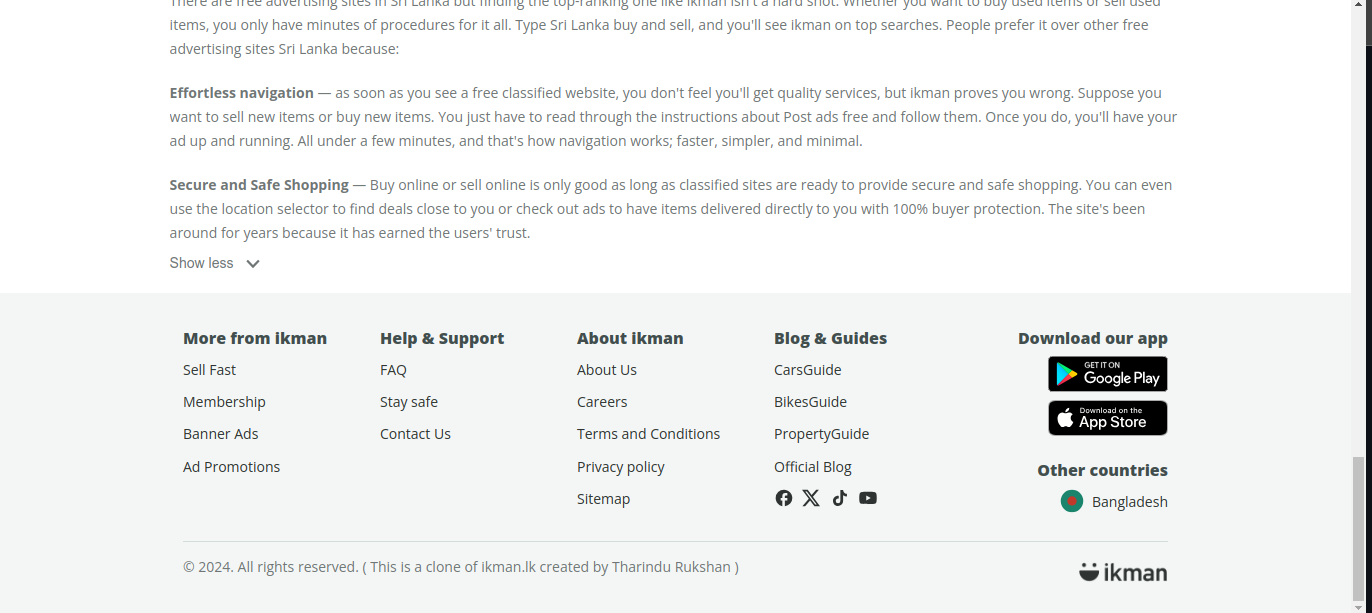 There are free advertising sites in Sri Lanka but finding the top-ranking one like ikman isn't a hard shot. Whether you want to buy used items or sell used
items, you only have minutes of procedures for it all. Type Sri Lanka buy and sell, and you'll see ikman on top searches. People prefer it over other free
advertising sites Sri Lanka because:
Effortless navigation — as soon as you see a free classified website, you don't feel you'll get quality services, but ikman proves you wrong. Suppose you
want to sell new items or buy new items. You just have to read through the instructions about Post ads free and follow them. Once you do, you'll have your
ad up and running. All under a few minutes, and that's how navigation works; faster, simpler, and minimal.
Secure and Safe Shopping — Buy online or sell online is only good as long as classified sites are ready to provide secure and safe shopping. You can even
use the location selector to find deals close to you or check out ads to have items delivered directly to you with 100% buyer protection. The site's been
around for years because it has earned the users' trust.
Show less
More from ikman
Sell Fast
Membership
Banner Ads
Ad Promotions
Help & Support
FAQ
Stay safe
Contact Us
About ikman
About Us
Careers
Terms and Conditions
Privacy policy
Sitemap
Blog & Guides
CarsGuide
BikesGuide
PropertyGuide
Official Blog
Download our app
GET IT ON
Google Play
Download on the
App Store
Other countries
Bangladesh
© 2024. All rights reserved. ( This is a clone of ikman.lk created by Tharindu Rukshan )
ikman